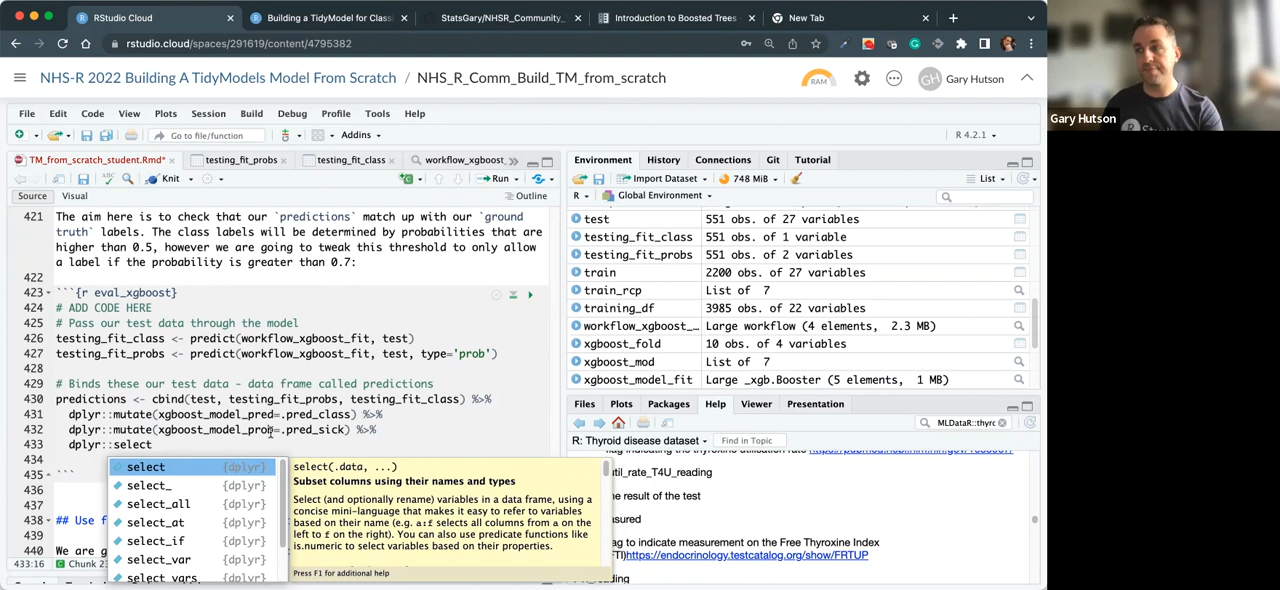 RStudio Cloud
Building a TidyModel for Class
StatsGary/NHSR_Community_
Introduction to Boosted Trees -
New Tab
rstudio.cloud/spaces/291619/content/4795382
NHS-R 2022 Building A TidyModels Model From Scratch / NHS_R_Comm_Build_TM_from_scratch
RAM
GH Gary Hutson
Gary Hutson
File Edit Code View Plots Session Build Debug Profile Tools Help
Go to file/function
Addins
R 4.2.1
TM_from_scratch_student.Rmd*
testing_fit_probs
testing_fit_class
workflow_xgboost_
Knit
Run
Source Visual
Outline
421 The aim here is to check that our `predictions` match up with our `ground
truth` labels. The class labels will be determined by probabilities that are
higher than 0.5, however we are going to tweak this threshold to only allow
a label if the probability is greater then 0.7:
422
423 ```{r eval_xgboost}
424 # ADD CODE HERE
425 # Pass our test data through the model
426 testing_fit_class <- predict(workflow_xgboost_fit, test)
427 testing_fit_probs <- predict(workflow_xgboost_fit, test, type='prob')
428
429 # Binds these our test data - data frame called predictions
430 predictions <- cbind(test, testing_fit_probs, testing_fit_class) %>%
431 dplyr::mutate(xgboost_model_pred=.pred_class) %>%
432 dplyr::mutate(xgboost_model_prob=.pred_sick) %>%
433 dplyr::select
434
435 ```
436
437
438 ## Use f
439
440 We are g
433:16 Chunk 23
select {dplyr}
select_ {dplyr}
select_all {dplyr}
select_at {dplyr}
select_if {dplyr}
select_var {dplyr}
select_vars {dplyr}
select(.data, ...)
Subset columns using their names and types
Select (and optionally rename) variables in a data frame, using a
concise mini-language that makes it easy to refer to variables
based on their name (e.g. a:f selects all columns from a on the
left to f on the right). You can also use predicate functions like
is.numeric to select variables based on their properties.
Press F1 for additional help
Environment History Connections Git Tutorial
Import Dataset
748 MiB
List
R Global Environment
test 551 obs. of 27 variables
testing_fit_class 551 obs. of 1 variable
testing_fit_probs 551 obs. of 2 variables
train 2200 obs. of 27 variables
train_rcp List of 7
training_df 3985 obs. of 22 variables
workflow_xgboost_… Large workflow (4 elements, 2.3 MB)
xgboost_fold 10 obs. of 4 variables
xgboost_mod List of 7
xgboost_model_fit Large _xgb.Booster (5 elements, 1 MB)
Files Plots Packages Help Viewer Presentation
MLDataR::thyrc
R: Thyroid disease dataset
Find in Topic
util_rate_T4U_reading
he result of the test
sured
ag to indicate measurement on the Free Thyroxine Index
FTI)https://endocrinology.testcatalog.org/show/FRTUP
reading